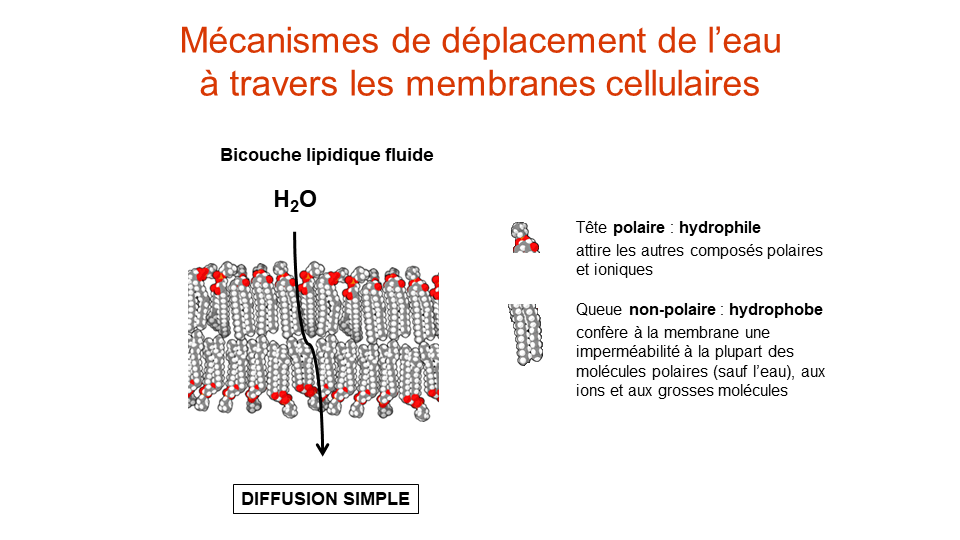 Mécanismes de déplacement de l’eau
à travers les membranes cellulaires
Bicouche lipidique fluide
H₂O
Tête polaire : hydrophile
attire les autres composés polaires
et ioniques
Queue non-polaire : hydrophobe
confère à la membrane une
imperméabilité à la plupart des
molécules polaires (sauf l’eau), aux
ions et aux grosses molécules
DIFFUSION SIMPLE